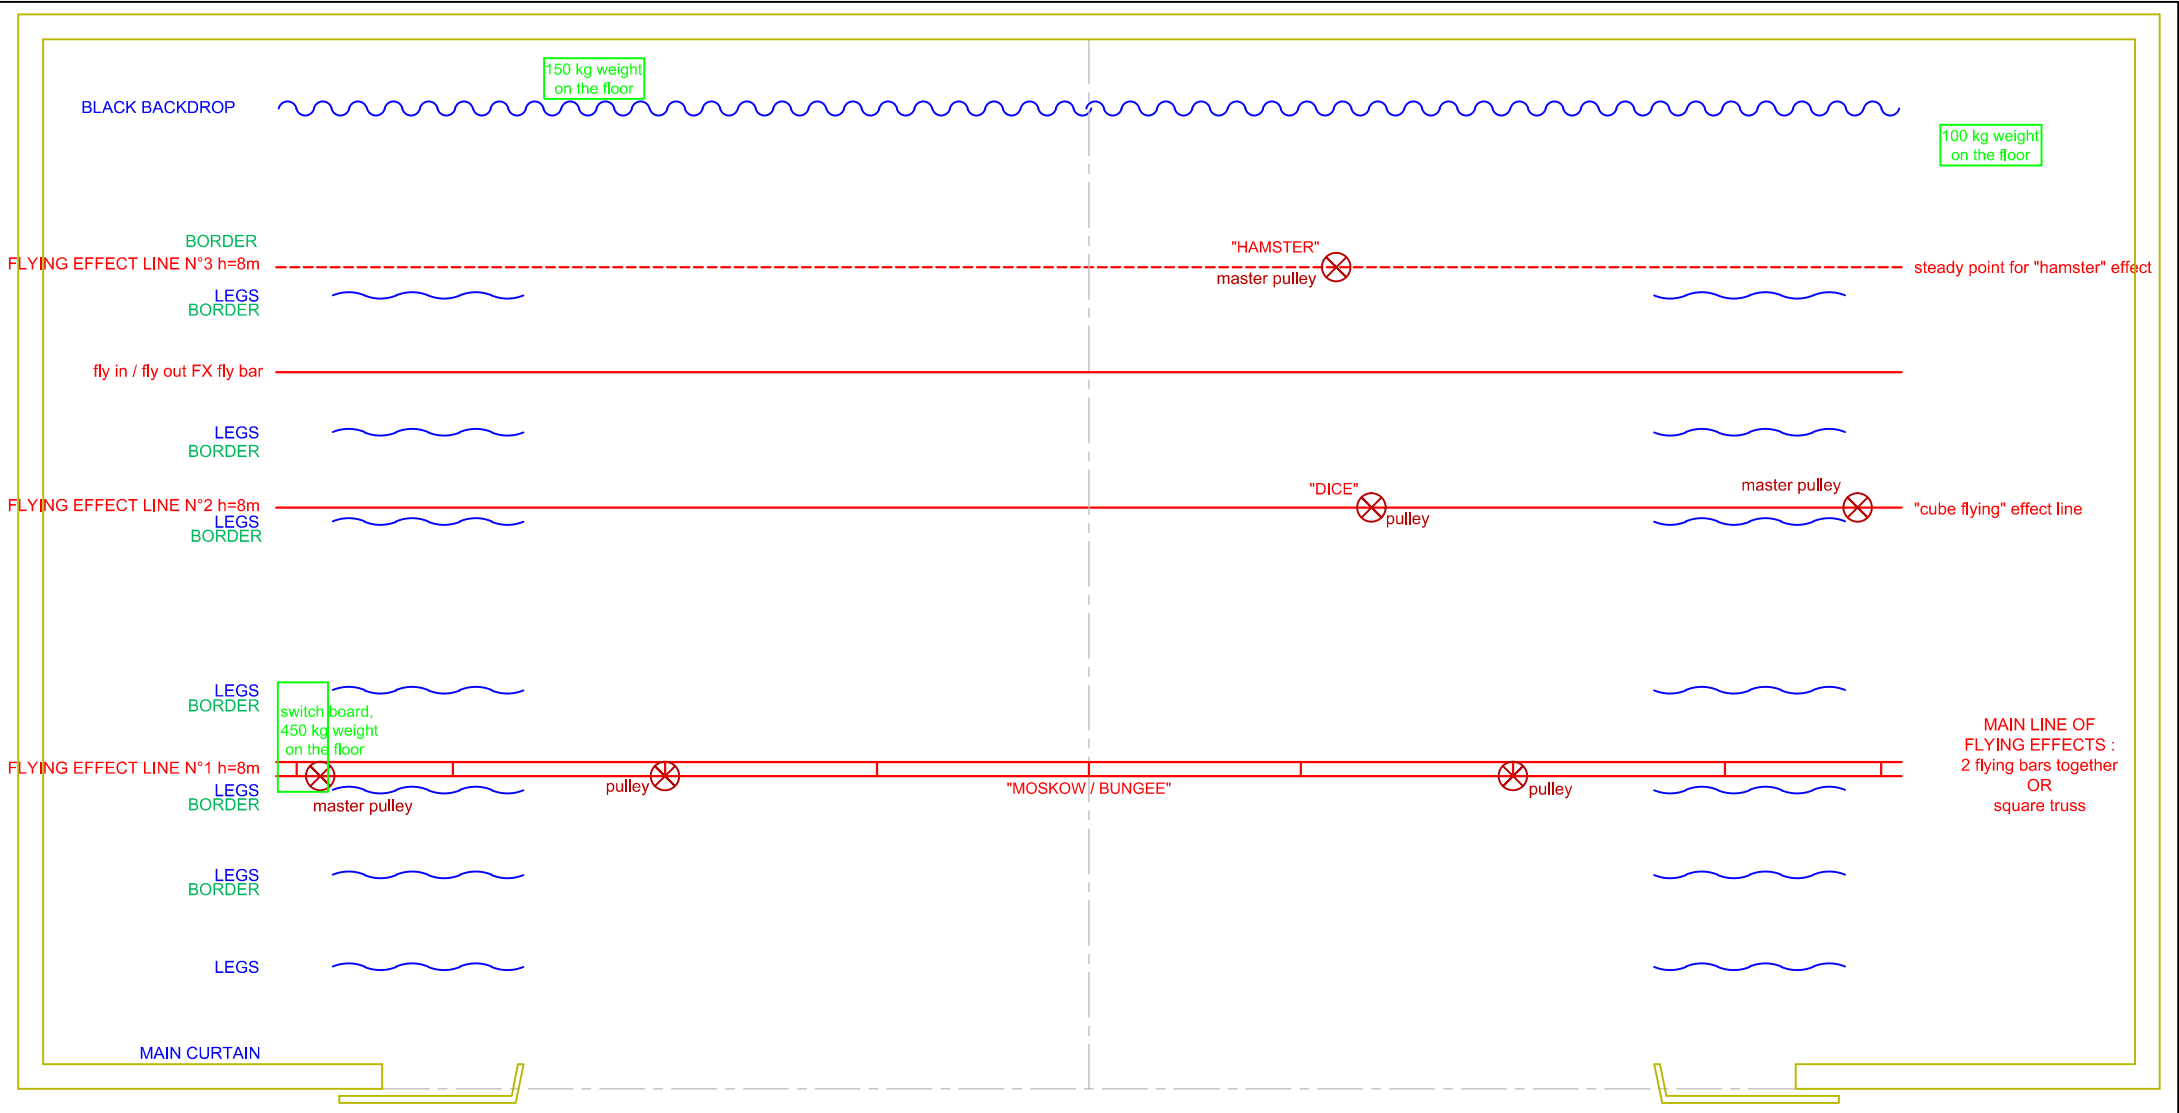 150 kg weight
on the floor
BLACK BACKDROP
100 kg weight
on the floor
BORDER
"HAMSTER"
FLYING EFFECT LINE N°3 h=8m
steady point for "hamster" effect
master pulley
LEGS
BORDER
fly in / fly out FX fly bar
LEGS
BORDER
"DICE"
master pulley
FLYING EFFECT LINE N°2 h=8m
"cube flying" effect line
pulley
LEGS
BORDER
LEGS
BORDER
switch board,
450 kg weight
on the floor
MAIN LINE OF
FLYING EFFECTS :
2 flying bars together
OR
square truss
FLYING EFFECT LINE N°1 h=8m
pulley
"MOSKOW / BUNGEE"
pulley
LEGS
BORDER
master pulley
LEGS
BORDER
LEGS
MAIN CURTAIN